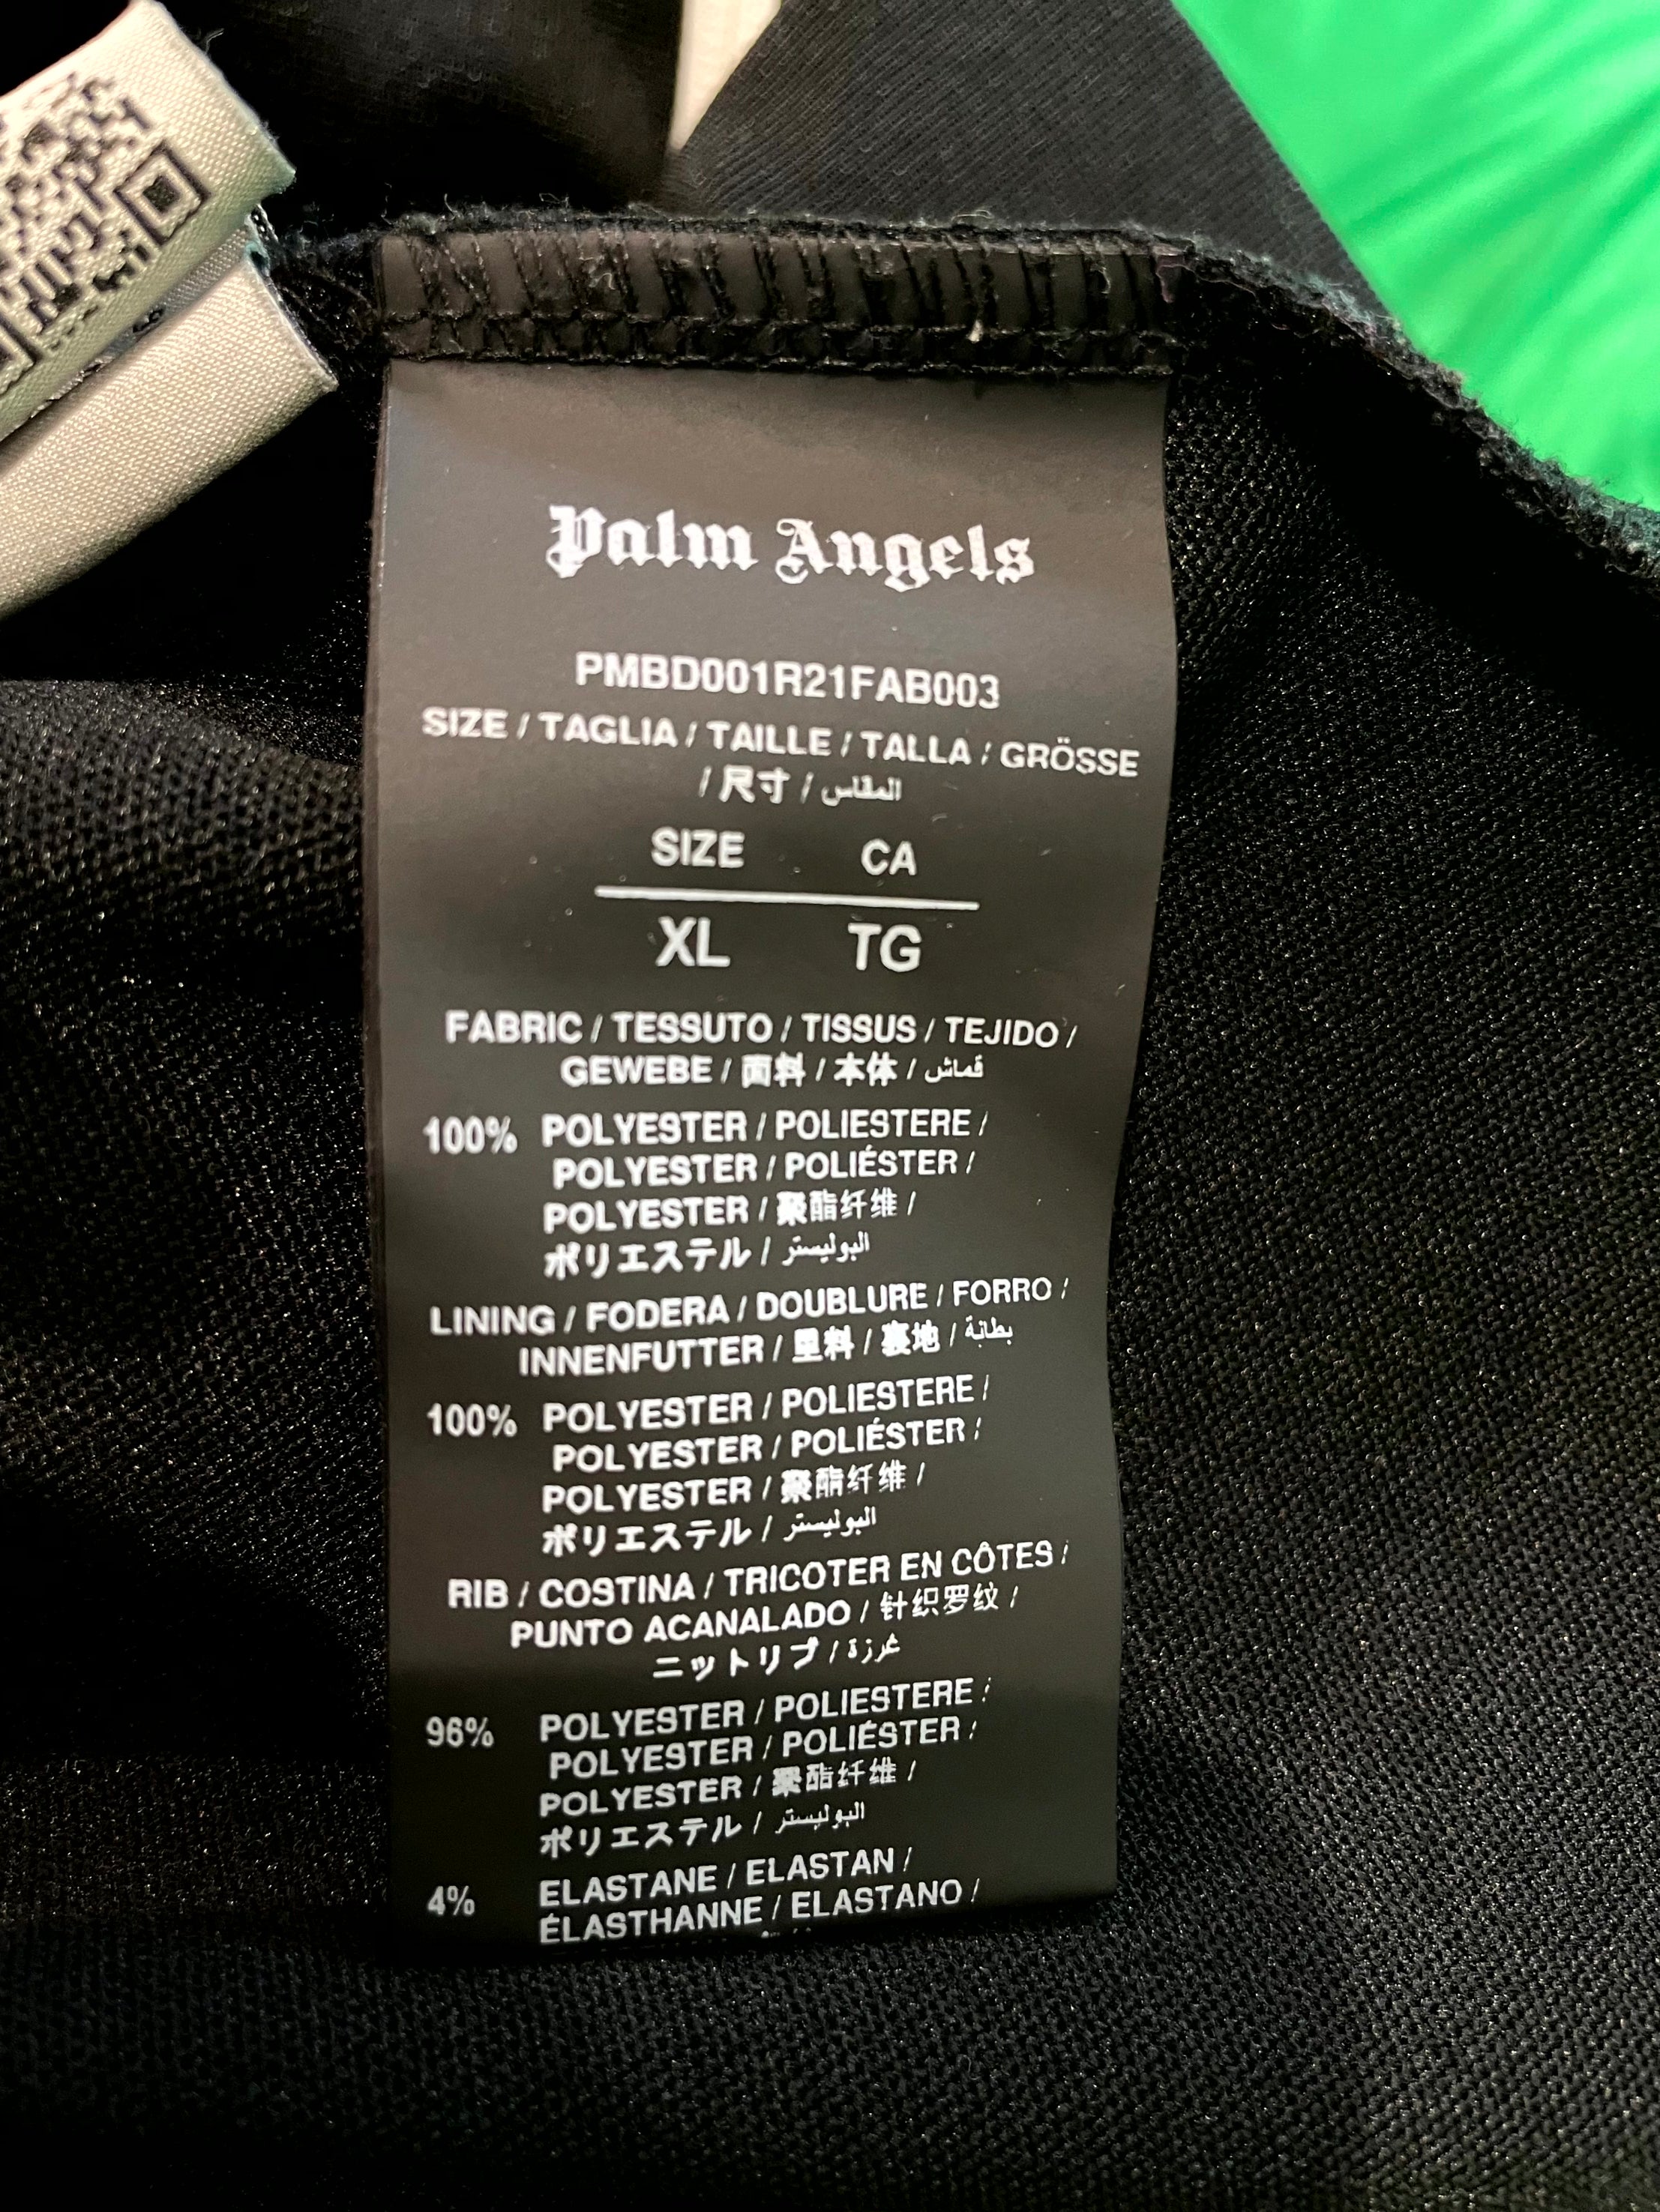 Palm Angels
PMBD001R21FAB003
SIZE / TAGLIA / TAILLE / TALLA / GRÖSSE
/ 尺寸 / المقاس
SIZE CA
XL TG
FABRIC / TESSUTO / TISSUS / TEJIDO /
GEWEBE / 面料 / 本体 / قماش
100% POLYESTER / POLIESTERE /
POLYESTER / POLIÉSTER /
POLYESTER / 聚酯纤维 /
ポリエステル / البوليستر
LINING / FODERA / DOUBLURE / FORRO /
INNENFUTTER / 里料 / 裏地 / بطانة
100% POLYESTER / POLIESTERE /
POLYESTER / POLIÉSTER /
POLYESTER / 聚酯纤维 /
ポリエステル / البوليستر
RIB / COSTINA / TRICOTER EN CÔTES /
PUNTO ACANALADO / 针织罗纹 /
ニットリブ / غرزة
96% POLYESTER / POLIESTERE /
POLYESTER / POLIÉSTER /
POLYESTER / 聚酯纤维 /
ポリエステル / البوليستر
4% ELASTANE / ELASTAN /
ÉLASTHANNE / ELASTANO /